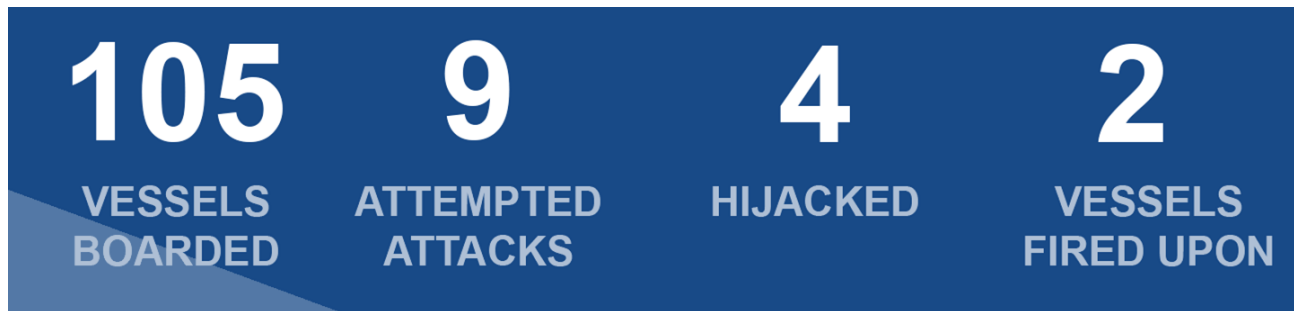 105
VESSELS
BOARDED
9
ATTEMPTED
ATTACKS
4
HIJACKED
2
VESSELS
FIRED UPON